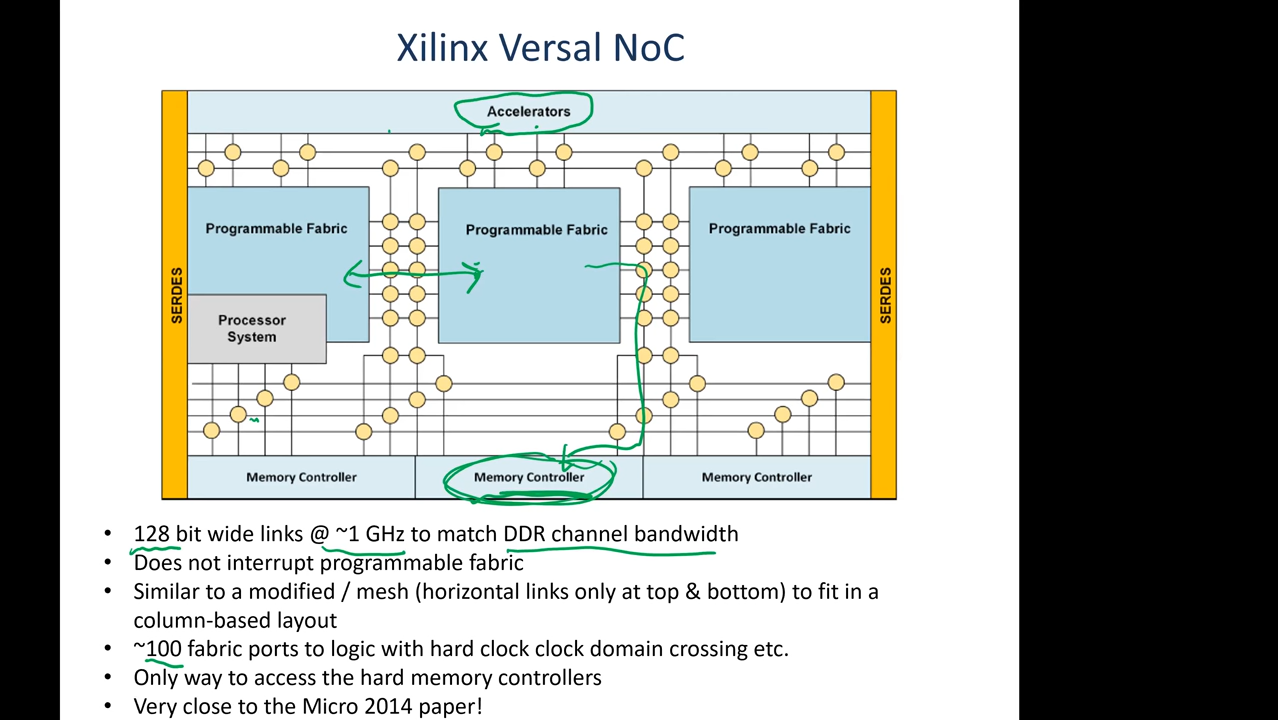 Xilinx Versal NoC
Accelerators
Programmable Fabric
Programmable Fabric
Programmable Fabric
SERDES
SERDES
Processor
System
Memory Controller
Memory Controller
Memory Controller
• 128 bit wide links @ ~1 GHz to match DDR channel bandwidth
• Does not interrupt programmable fabric
• Similar to a modified / mesh (horizontal links only at top & bottom) to fit in a
column-based layout
• ~100 fabric ports to logic with hard clock clock domain crossing etc.
• Only way to access the hard memory controllers
• Very close to the Micro 2014 paper!